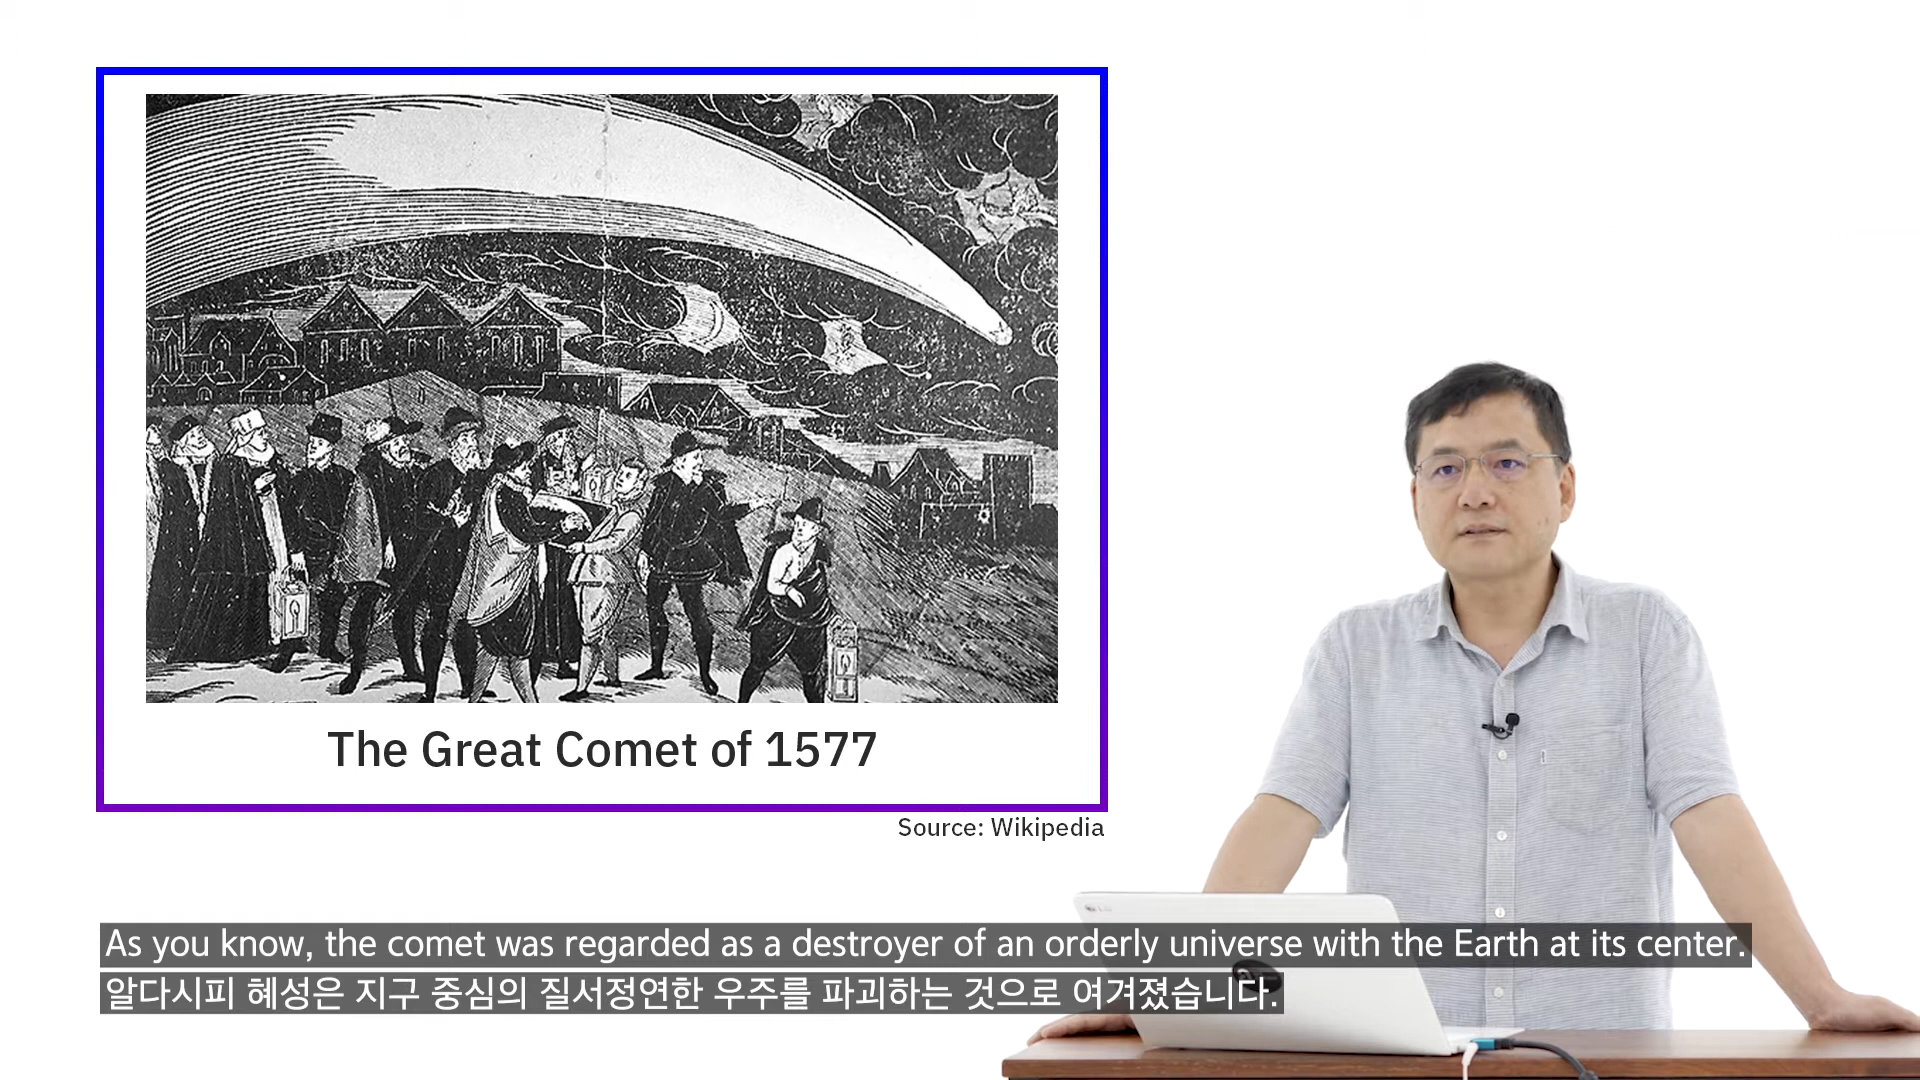 The Great Comet of 1577
Source: Wikipedia
As you know, the comet was regarded as a destroyer of an orderly universe with the Earth at its center.
알다시피 혜성은 지구 중심의 질서정연한 우주를 파괴하는 것으로 여겨졌습니다.